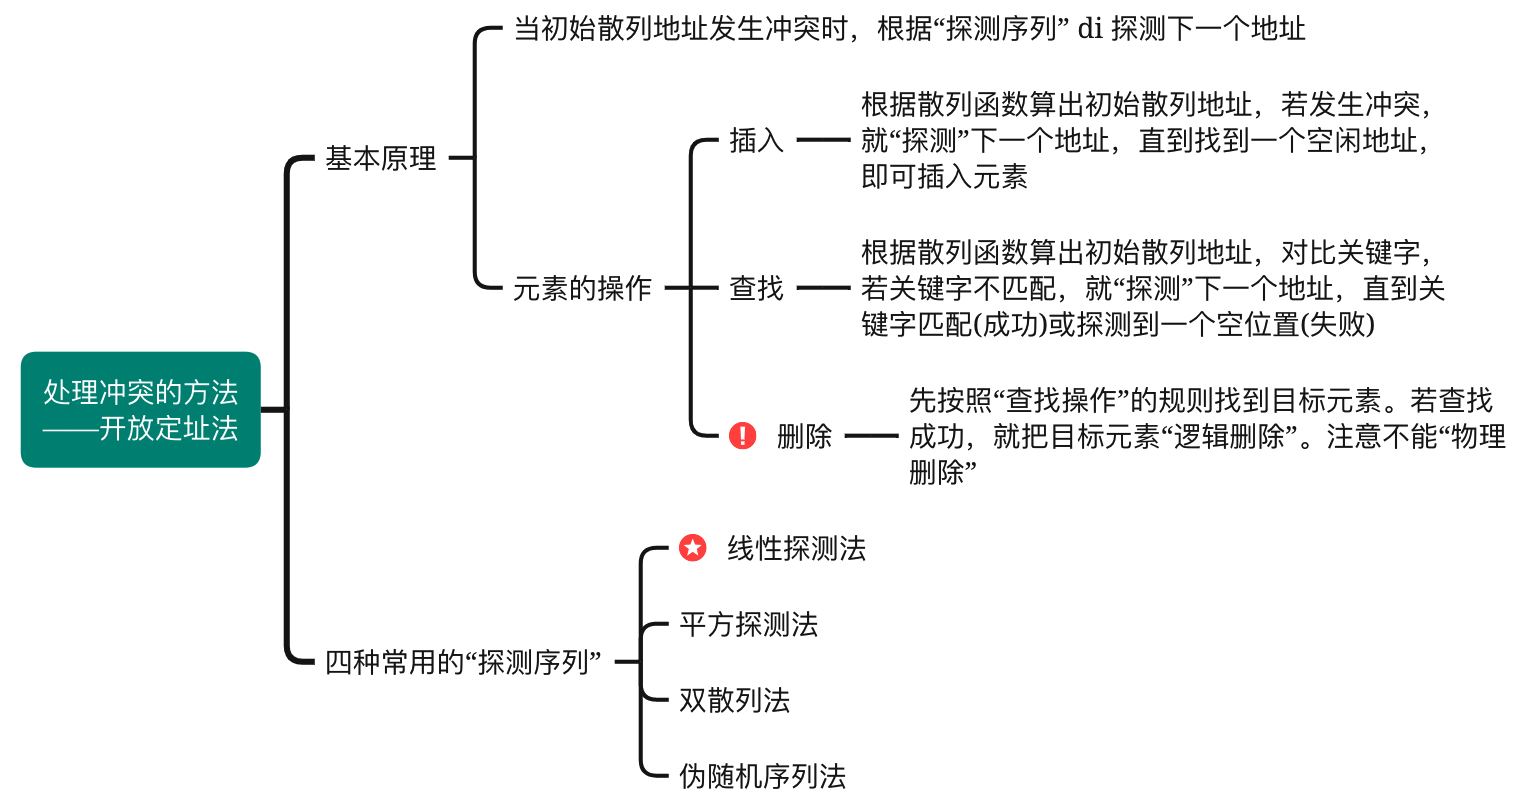 当初始散列地址发生冲突时，根据“探测序列” di 探测下一个地址
基本原理
插入
根据散列函数算出初始散列地址，若发生冲突，
就“探测”下一个地址，直到找到一个空闲地址，
即可插入元素
元素的操作
查找
根据散列函数算出初始散列地址，对比关键字，
若关键字不匹配，就“探测”下一个地址，直到关
键字匹配(成功)或探测到一个空位置(失败)
删除
先按照“查找操作”的规则找到目标元素。若查找
成功，就把目标元素“逻辑删除”。注意不能“物理
删除”
处理冲突的方法
——开放定址法
四种常用的“探测序列”
线性探测法
平方探测法
双散列法
伪随机序列法